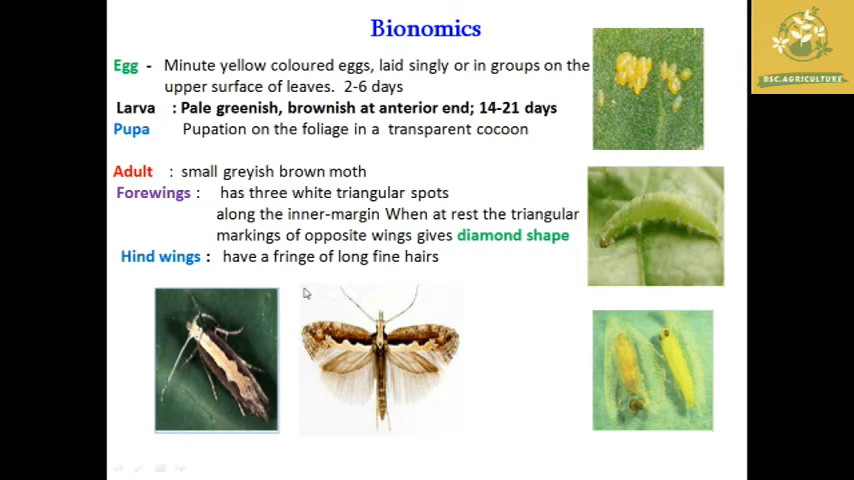 Bionomics
Egg - Minute yellow coloured eggs, laid singly or in groups on the
upper surface of leaves. 2-6 days
Larva : Pale greenish, brownish at anterior end; 14-21 days
Pupa Pupation on the foliage in a transparent cocoon
Adult : small greyish brown moth
Forewings : has three white triangular spots
along the inner-margin When at rest the triangular
markings of opposite wings gives diamond shape
Hind wings : have a fringe of long fine hairs
BSC.AGRICULTURE